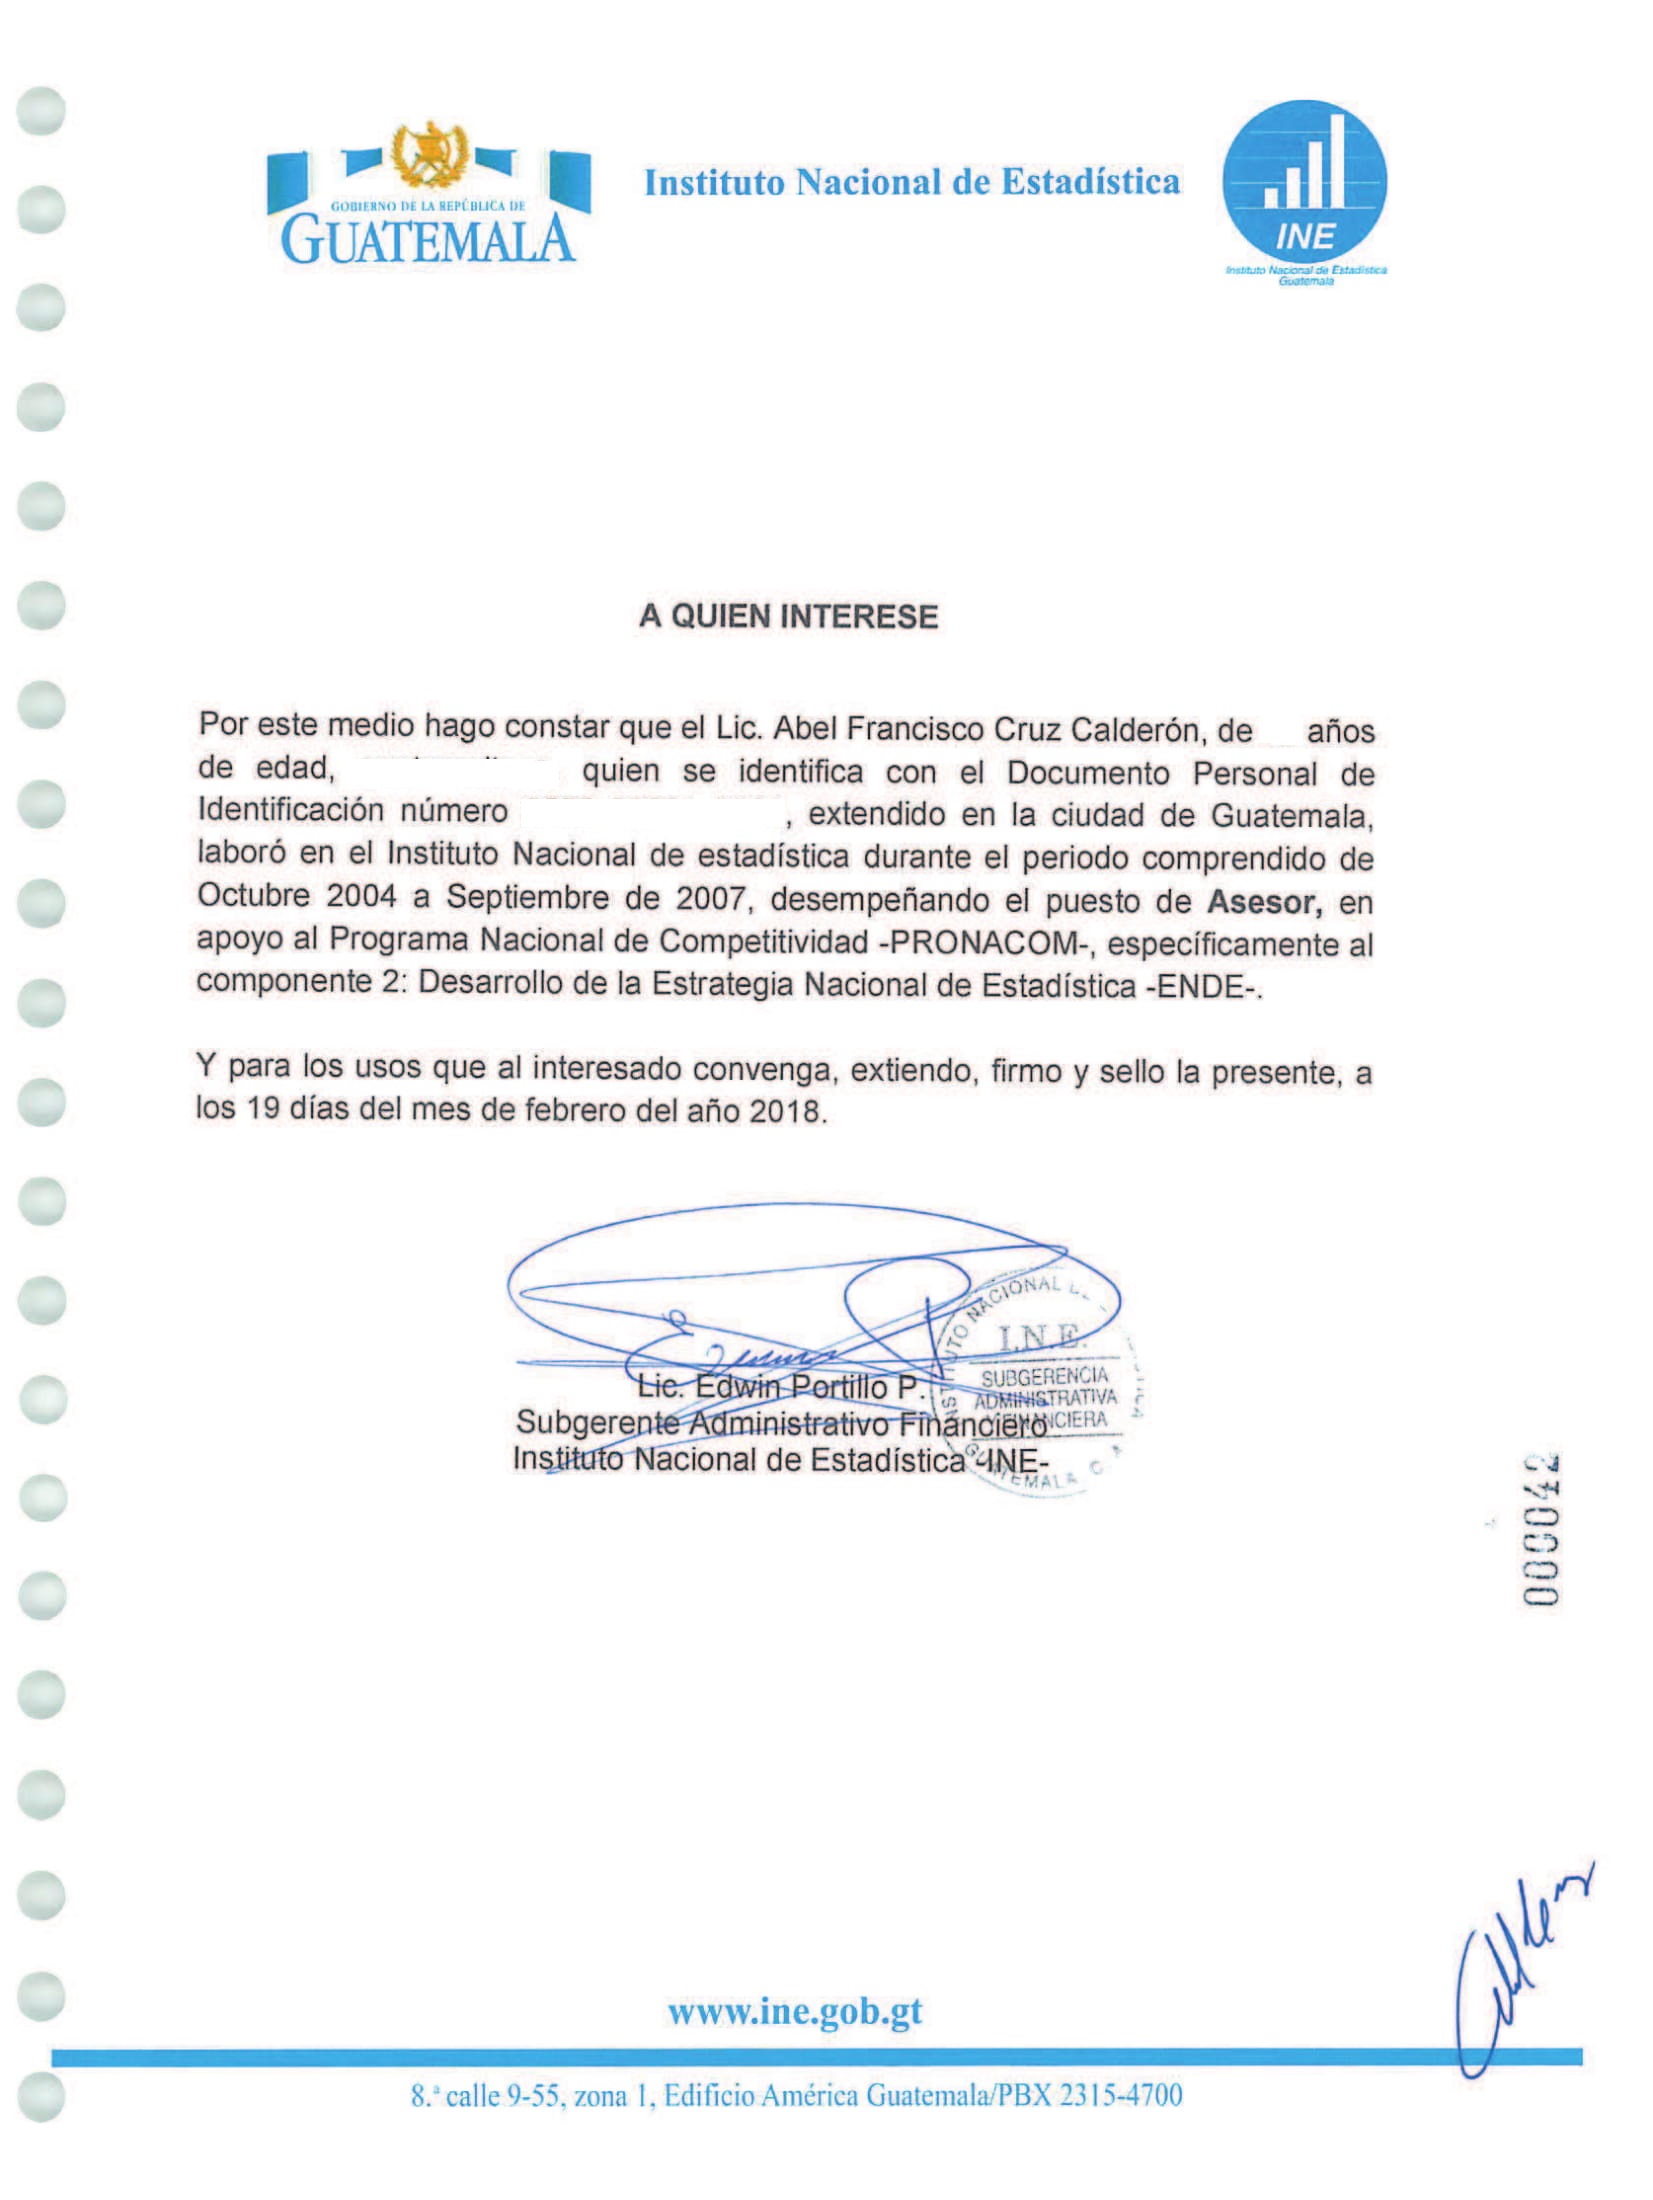 GOBIERNO DE LA REPÚBLICA DE
GUATEMALA
Instituto Nacional de Estadística
INE
Instituto Nacional de Estadística
Guatemala
A QUIEN INTERESE
Por este medio hago constar que el Lic. Abel Francisco Cruz Calderón, de años
de edad, quien se identifica con el Documento Personal de
Identificación número , extendido en la ciudad de Guatemala,
laboró en el Instituto Nacional de estadística durante el periodo comprendido de
Octubre 2004 a Septiembre de 2007, desempeñando el puesto de Asesor, en
apoyo al Programa Nacional de Competitividad -PRONACOM-, específicamente al
componente 2: Desarrollo de la Estrategia Nacional de Estadística -ENDE-.
Y para los usos que al interesado convenga, extiendo, firmo y sello la presente, a
los 19 días del mes de febrero del año 2018.
Lic. Edwin Portillo P.
Subgerente Administrativo Financiero
Instituto Nacional de Estadística -INE-
INSTITUTO NACIONAL
I.N.E.
SUBGERENCIA
ADMINISTRATIVA
FINANCIERA
GUATEMALA C. A.
000042
www.ine.gob.gt
8.ª calle 9-55, zona 1, Edificio América Guatemala/PBX 2315-4700